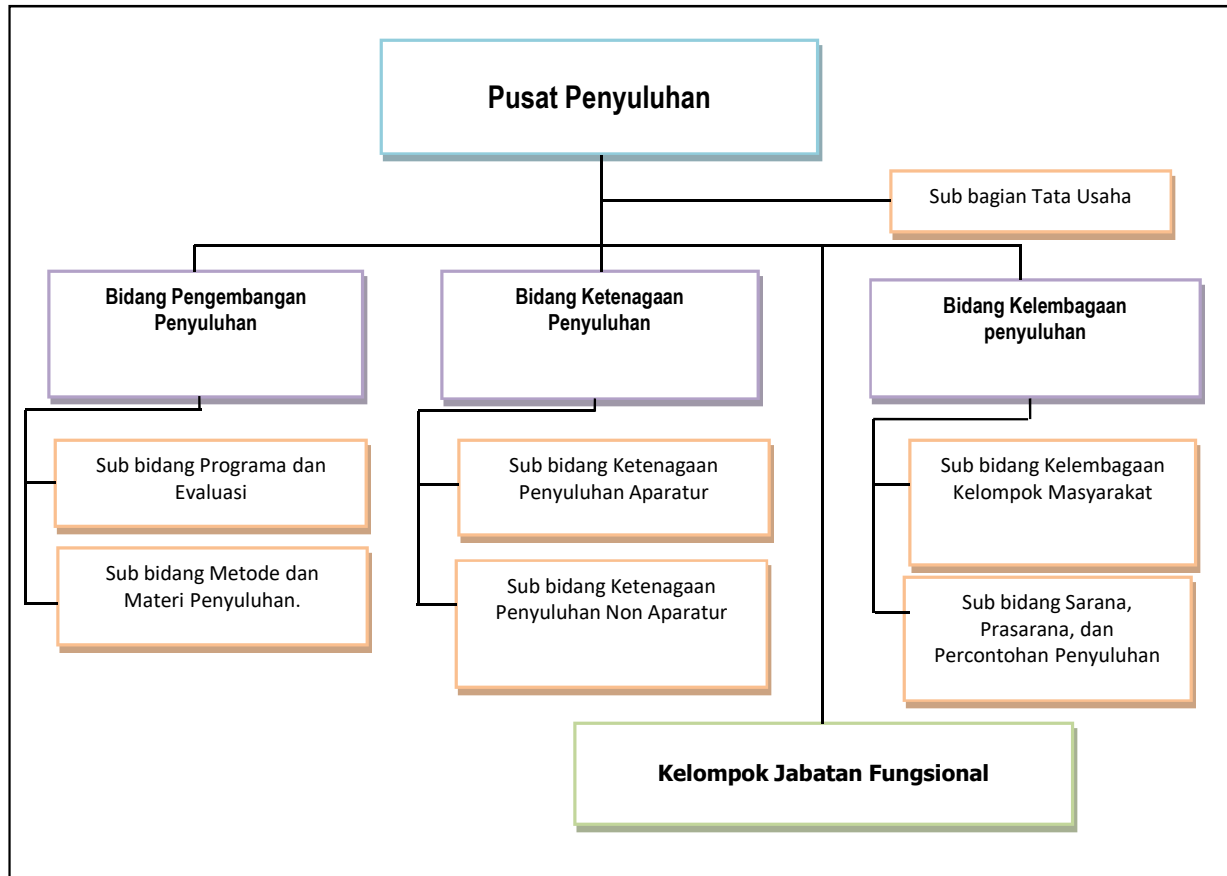 Pusat Penyuluhan
Sub bagian Tata Usaha
Bidang Pengembangan
Penyuluhan
Bidang Ketenagaan
Penyuluhan
Bidang Kelembagaan
penyuluhan
Sub bidang Programa dan
Evaluasi
Sub bidang Metode dan
Materi Penyuluhan.
Sub bidang Ketenagaan
Penyuluhan Aparatur
Sub bidang Ketenagaan
Penyuluhan Non Aparatur
Sub bidang Kelembagaan
Kelompok Masyarakat
Sub bidang Sarana,
Prasarana, dan
Percontohan Penyuluhan
Kelompok Jabatan Fungsional